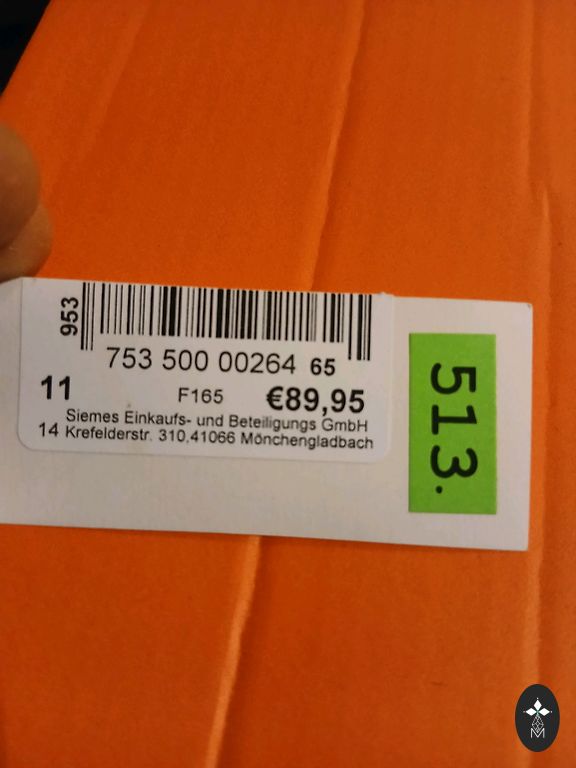 953
753 500 00264 65
11 F165 €89,95
Siemes Einkaufs- und Beteiligungs GmbH
14 Krefelderstr. 310,41066 Mönchengladbach
513.
M